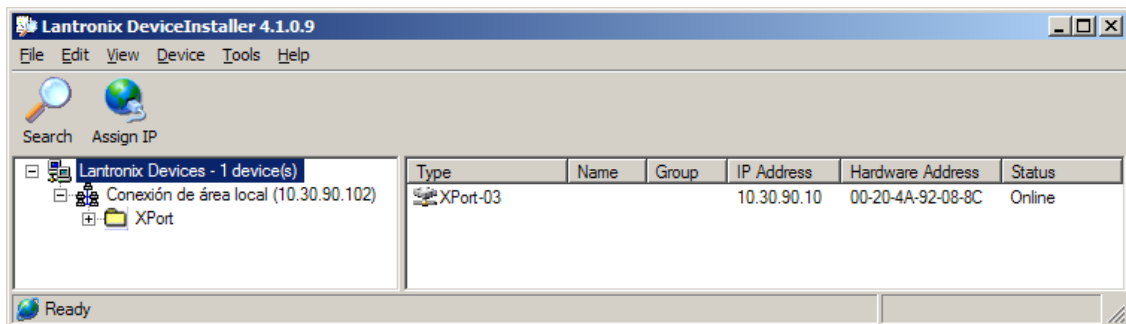 Lantronix DeviceInstaller 4.1.0.9
File Edit View Device Tools Help
Search Assign IP
Lantronix Devices - 1 device(s)
Conexión de área local (10.30.90.102)
XPort
Type Name Group IP Address Hardware Address Status
XPort-03 10.30.90.10 00-20-4A-92-08-8C Online
Ready